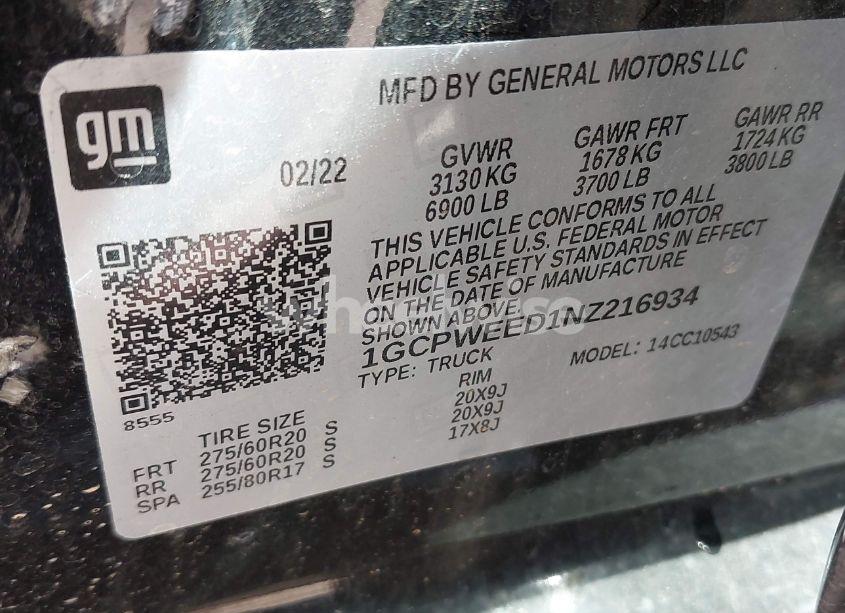 gm
MFD BY GENERAL MOTORS LLC
02/22
GVWR
3130 KG
6900 LB
GAWR FRT
1678 KG
3700 LB
GAWR RR
1724 KG
3800 LB
THIS VEHICLE CONFORMS TO ALL
APPLICABLE U.S. FEDERAL MOTOR
VEHICLE SAFETY STANDARDS IN EFFECT
ON THE DATE OF MANUFACTURE
SHOWN ABOVE.
1GCPWEED1NZ216934
TYPE: TRUCK
MODEL: 14CC10543
8555
TIRE SIZE
RIM
FRT 275/60R20 S 20X9J
RR 275/60R20 S 20X9J
SPA 255/80R17 S 17X8J